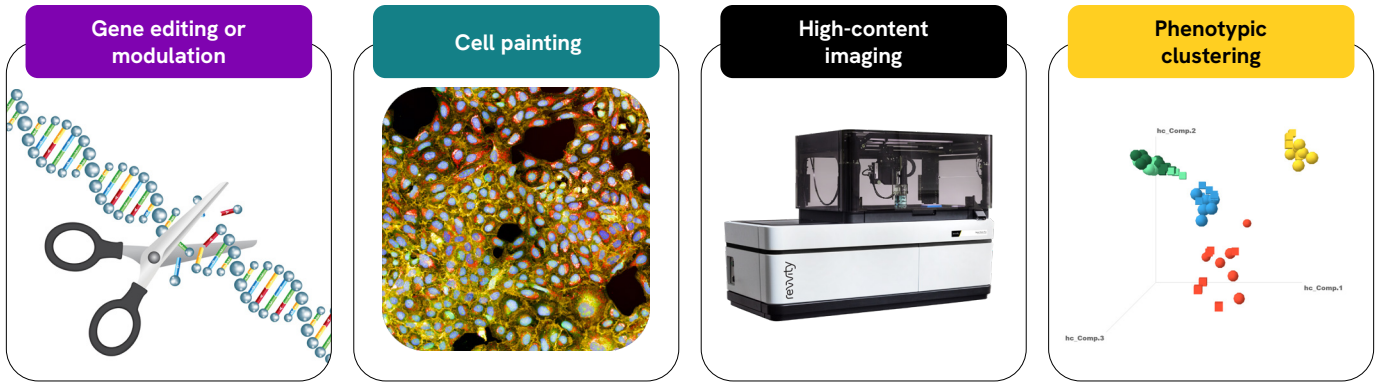 Gene editing or
modulation
Cell painting
High-content
imaging
Phenotypic
clustering
revvity
hc_Comp.2
hc_Comp.1
hc_Comp.3